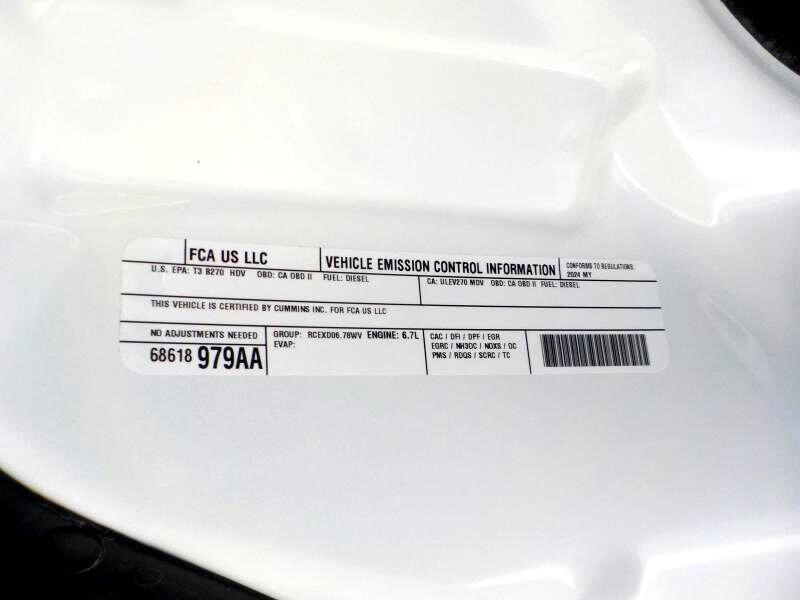 FCA US LLC
VEHICLE EMISSION CONTROL INFORMATION
CONFORMS TO REGULATIONS:
2024 MY
U.S. EPA: T3 B270 HDV OBD: CA OBD II FUEL: DIESEL
CA: ULEV270 MDV OBD: CA OBD II FUEL: DIESEL
THIS VEHICLE IS CERTIFIED BY CUMMINS INC. FOR FCA US LLC
NO ADJUSTMENTS NEEDED
68618 979AA
GROUP: RCEXD06.78WV ENGINE: 6.7L
EVAP:
CAC / DFI / DPF / EGR
EGRC / NH3OC / NOXS / OC
PMS / RDQS / SCRC / TC